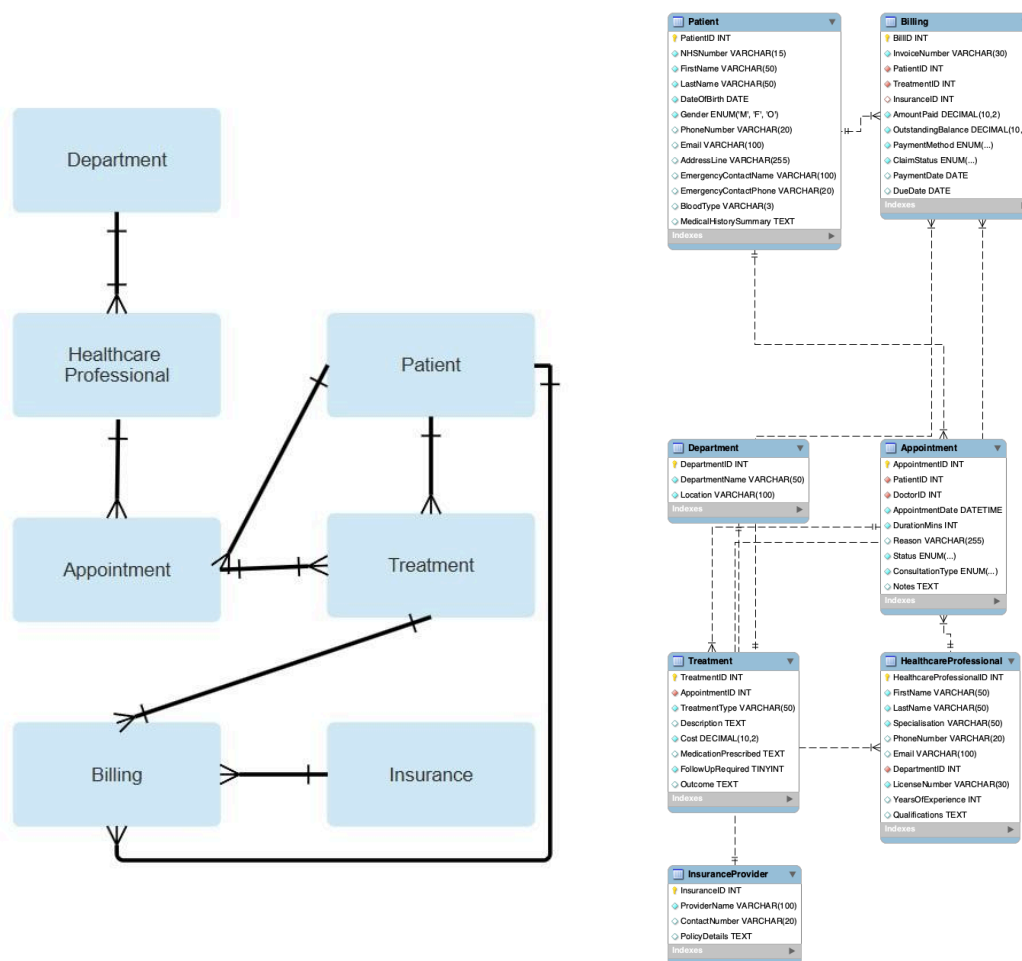 Department
Healthcare
Professional
Patient
Appointment
Treatment
Billing
Insurance
Patient
PatientID INT
NHSNumber VARCHAR(15)
FirstName VARCHAR(50)
LastName VARCHAR(50)
DateOfBirth DATE
Gender ENUM('M', 'F', 'O')
PhoneNumber VARCHAR(20)
Email VARCHAR(100)
AddressLine VARCHAR(255)
EmergencyContactName VARCHAR(100)
EmergencyContactPhone VARCHAR(20)
BloodType VARCHAR(3)
MedicalHistorySummary TEXT
Indexes
Billing
BillID INT
InvoiceNumber VARCHAR(30)
PatientID INT
TreatmentID INT
InsuranceID INT
AmountPaid DECIMAL(10,2)
OutstandingBalance DECIMAL(10,
PaymentMethod ENUM(...)
ClaimStatus ENUM(...)
PaymentDate DATE
DueDate DATE
Indexes
Department
DepartmentID INT
DepartmentName VARCHAR(50)
Location VARCHAR(100)
Indexes
Appointment
AppointmentID INT
PatientID INT
DoctorID INT
AppointmentDate DATETIME
DurationMins INT
Reason VARCHAR(255)
Status ENUM(...)
ConsultationType ENUM(...)
Notes TEXT
Indexes
Treatment
TreatmentID INT
AppointmentID INT
TreatmentType VARCHAR(50)
Description TEXT
Cost DECIMAL(10,2)
MedicationPrescribed TEXT
FollowUpRequired TINYINT
Outcome TEXT
Indexes
HealthcareProfessional
HealthcareProfessionalID INT
FirstName VARCHAR(50)
LastName VARCHAR(50)
Specialisation VARCHAR(50)
PhoneNumber VARCHAR(20)
Email VARCHAR(100)
DepartmentID INT
LicenseNumber VARCHAR(30)
YearsOfExperience INT
Qualifications TEXT
Indexes
InsuranceProvider
InsuranceID INT
ProviderName VARCHAR(100)
ContactNumber VARCHAR(20)
PolicyDetails TEXT
Indexes